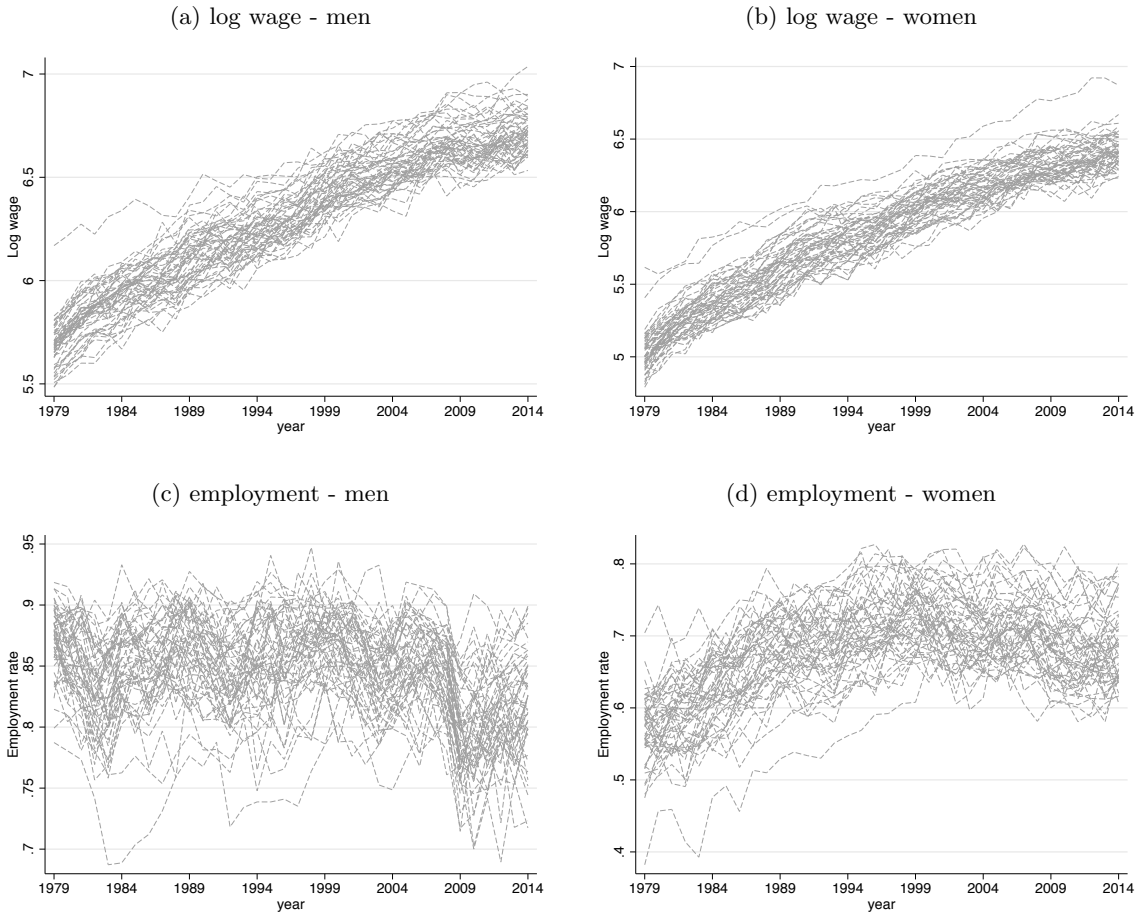 (a) log wage - men
(b) log wage - women
Log wage
7
6.5
6
5.5
1979 1984 1989 1994 1999 2004 2009 2014
year
Log wage
7
6.5
6
5.5
5
1979 1984 1989 1994 1999 2004 2009 2014
year
(c) employment - men
(d) employment - women
Employment rate
.95
.9
.85
.8
.75
.7
1979 1984 1989 1994 1999 2004 2009 2014
year
Employment rate
.8
.7
.6
.5
.4
1979 1984 1989 1994 1999 2004 2009 2014
year